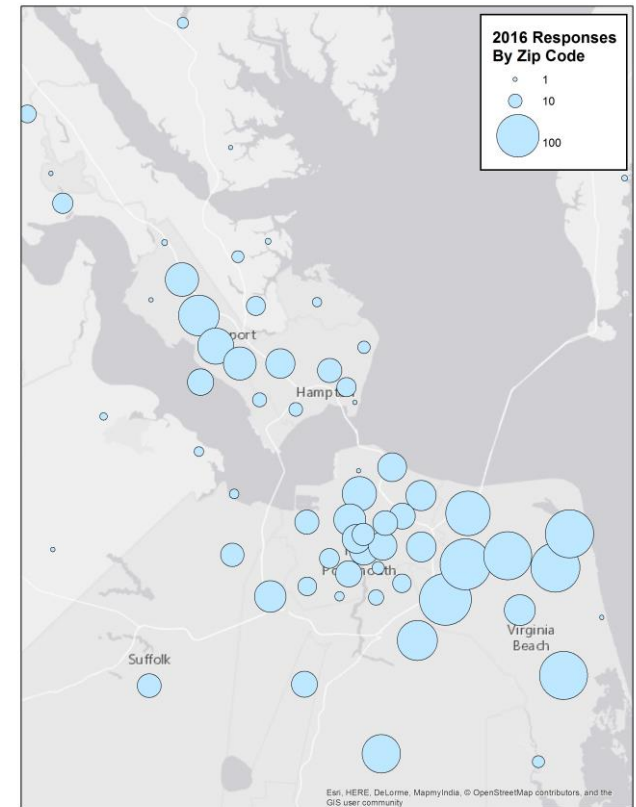 2016 Responses
By Zip Code
1
10
100
port
Hampton
Suffolk
Virginia
Beach
Esri, HERE, DeLorme, MapmyIndia, © OpenStreetMap contributors, and the
GIS user community